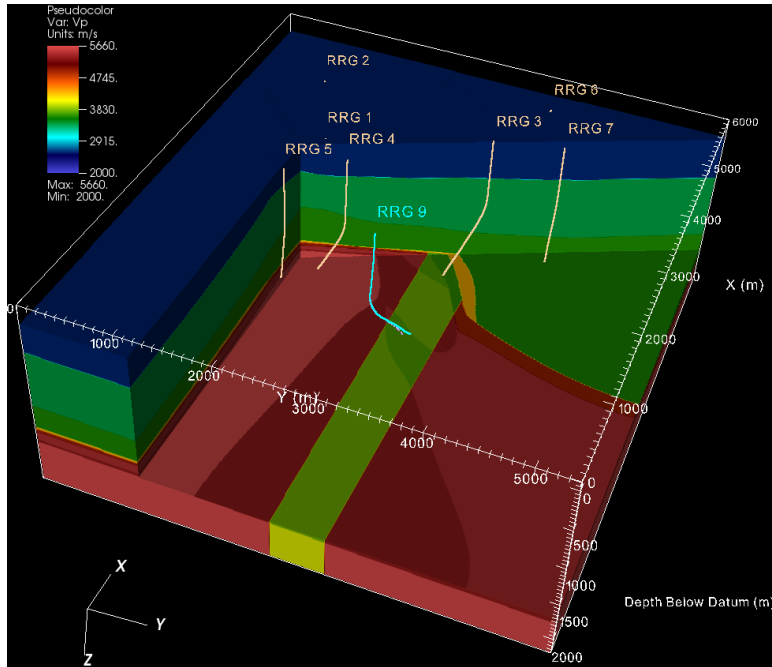 Pseudocolor
Var: Vp
Units: m/s
5660.
4745.
3830.
2915.
2000.
Max: 5660.
Min: 2000.
RRG 2
RRG 6
RRG 1
RRG 3
RRG 7
RRG 4
RRG 5
RRG 9
6000
5000
4000
3000
2000
1000
0
X (m)
0
1000
2000
3000
4000
5000
Y (m)
0
500
1000
1500
2000
Depth Below Datum (m)
X
Y
Z